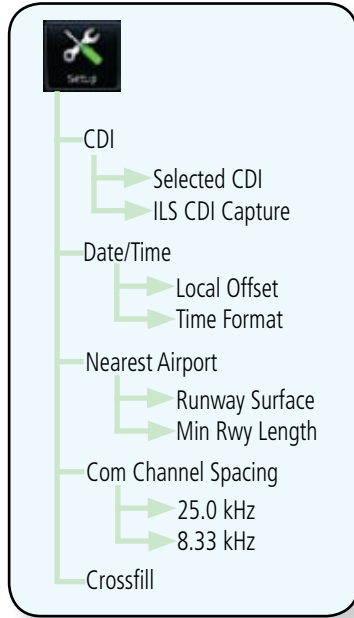 Setup
CDI
Selected CDI
ILS CDI Capture
Date/Time
Local Offset
Time Format
Nearest Airport
Runway Surface
Min Rwy Length
Com Channel Spacing
25.0 kHz
8.33 kHz
Crossfill